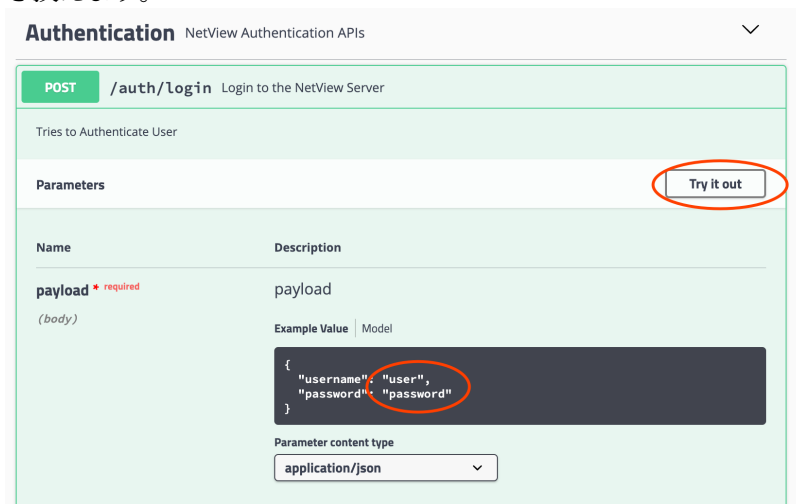 Authentication NetView Authentication APIs
POST /auth/login Login to the NetView Server
Tries to Authenticate User
Parameters Try it out
Name Description
payload * required payload
(body)
Example Value Model
{
"username": "user",
"password": "password"
}
Parameter content type
application/json